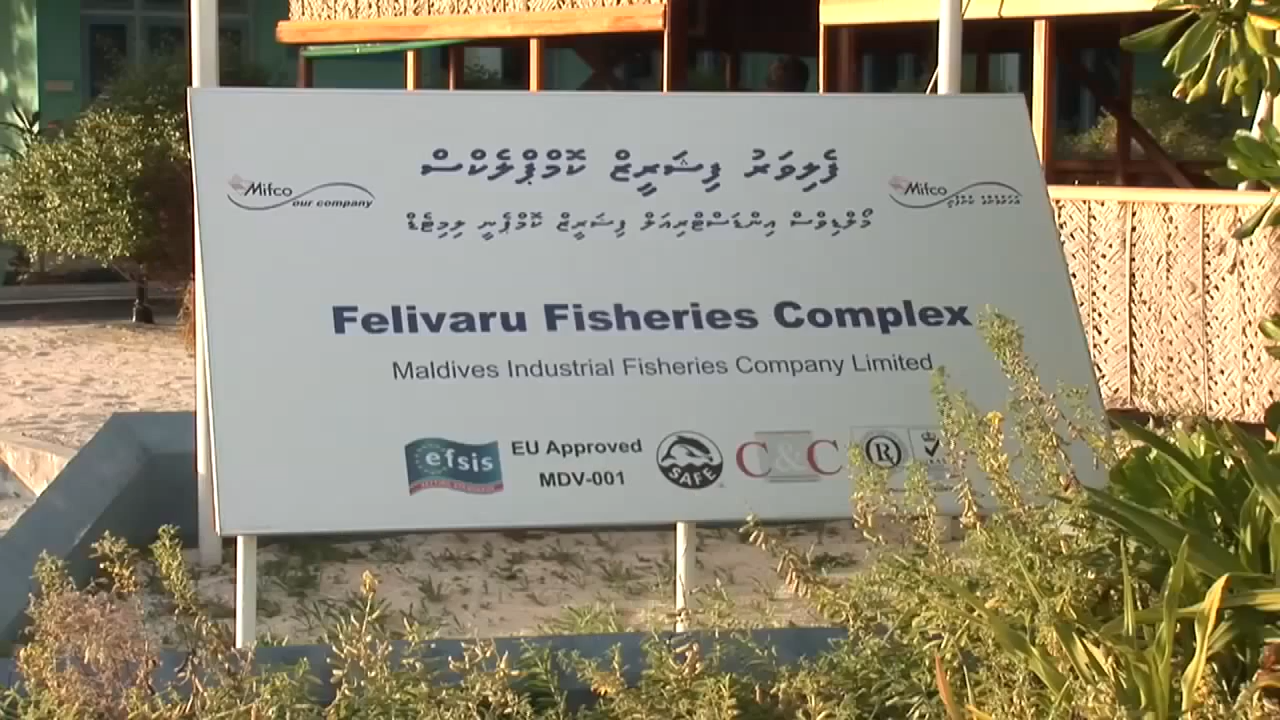 ފެލިވަރު ފިޝަރީޒް ކޮމްޕްލެކްސް
Mifco
our company
Mifco
މޯލްޑިވްސް އިންޑަސްޓްރިއަލް ފިޝަރީޒް ކޮމްޕެނީ ލިމިޓެޑް
Felivaru Fisheries Complex
Maldives Industrial Fisheries Company Limited
efsis
EU Approved
MDV-001
SAFE
C&C
R